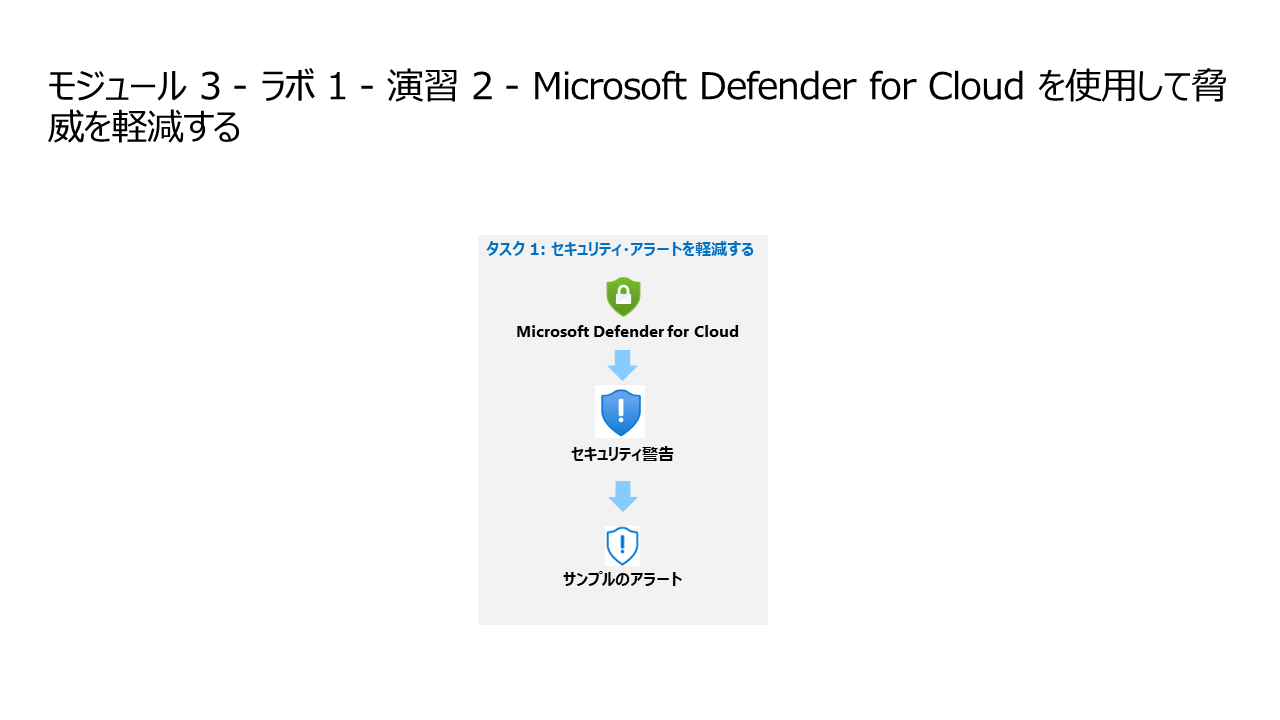 モジュール 3 - ラボ 1 - 演習 2 - Microsoft Defender for Cloud を使用して脅
威を軽減する
タスク 1: セキュリティ・アラートを軽減する
Microsoft Defender for Cloud
セキュリティ警告
サンプルのアラート